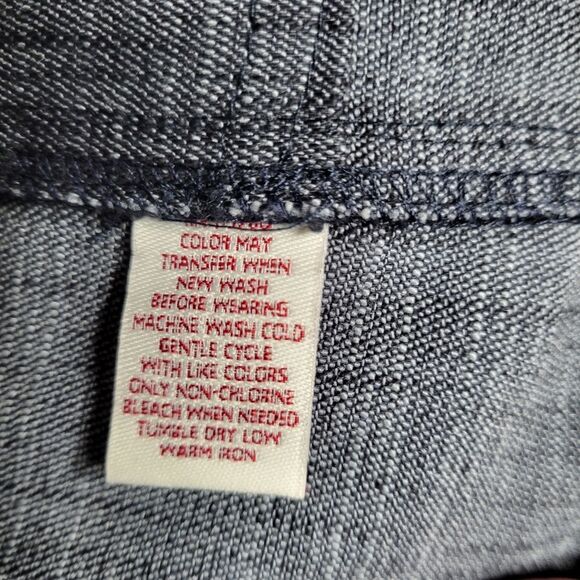 COLOR MAY
TRANSFER WHEN
NEW WASH
BEFORE WEARING
MACHINE WASH COLD
GENTLE CYCLE
WITH LIKE COLORS
ONLY NON-CHLORINE
BLEACH WHEN NEEDED
TUMBLE DRY LOW
WARM IRON